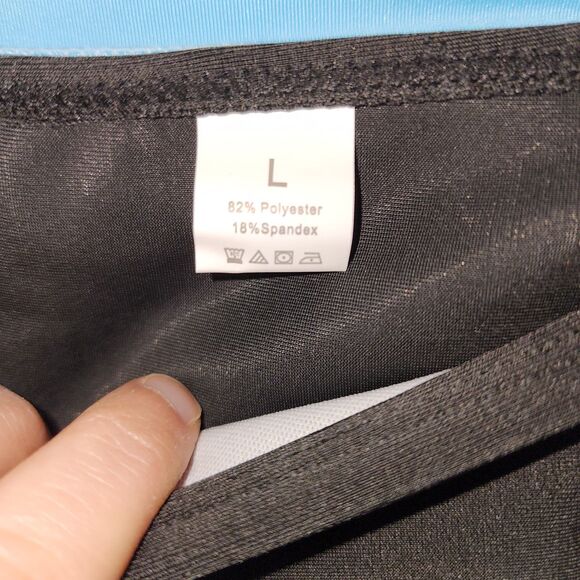 L
82% Polyester
18%Spandex